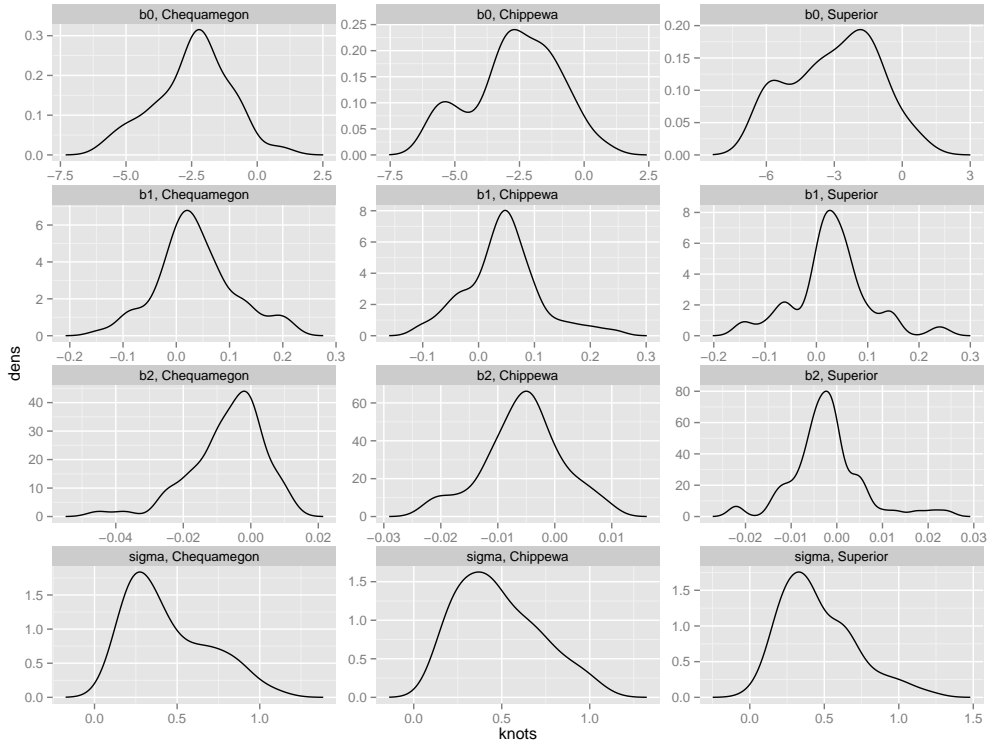 b0, Chequamegon
b0, Chippewa
b0, Superior
0.3
0.2
0.1
0.0
0.25
0.20
0.15
0.10
0.05
0.00
0.20
0.15
0.10
0.05
0.00
−7.5 −5.0 −2.5 0.0 2.5
−7.5 −5.0 −2.5 0.0 2.5
−6 −3 0 3
b1, Chequamegon
b1, Chippewa
b1, Superior
6
4
2
0
8
6
4
2
0
8
6
4
2
0
−0.2 −0.1 0.0 0.1 0.2 0.3
−0.1 0.0 0.1 0.2 0.3
−0.2 −0.1 0.0 0.1 0.2 0.3
dens
b2, Chequamegon
b2, Chippewa
b2, Superior
40
30
20
10
0
60
40
20
0
80
60
40
20
0
−0.04 −0.02 0.00 0.02
−0.03 −0.02 −0.01 0.00 0.01
−0.02 −0.01 0.00 0.01 0.02 0.03
sigma, Chequamegon
sigma, Chippewa
sigma, Superior
1.5
1.0
0.5
0.0
1.5
1.0
0.5
0.0
1.5
1.0
0.5
0.0
0.0 0.5 1.0
0.0 0.5 1.0
0.0 0.5 1.0 1.5
knots